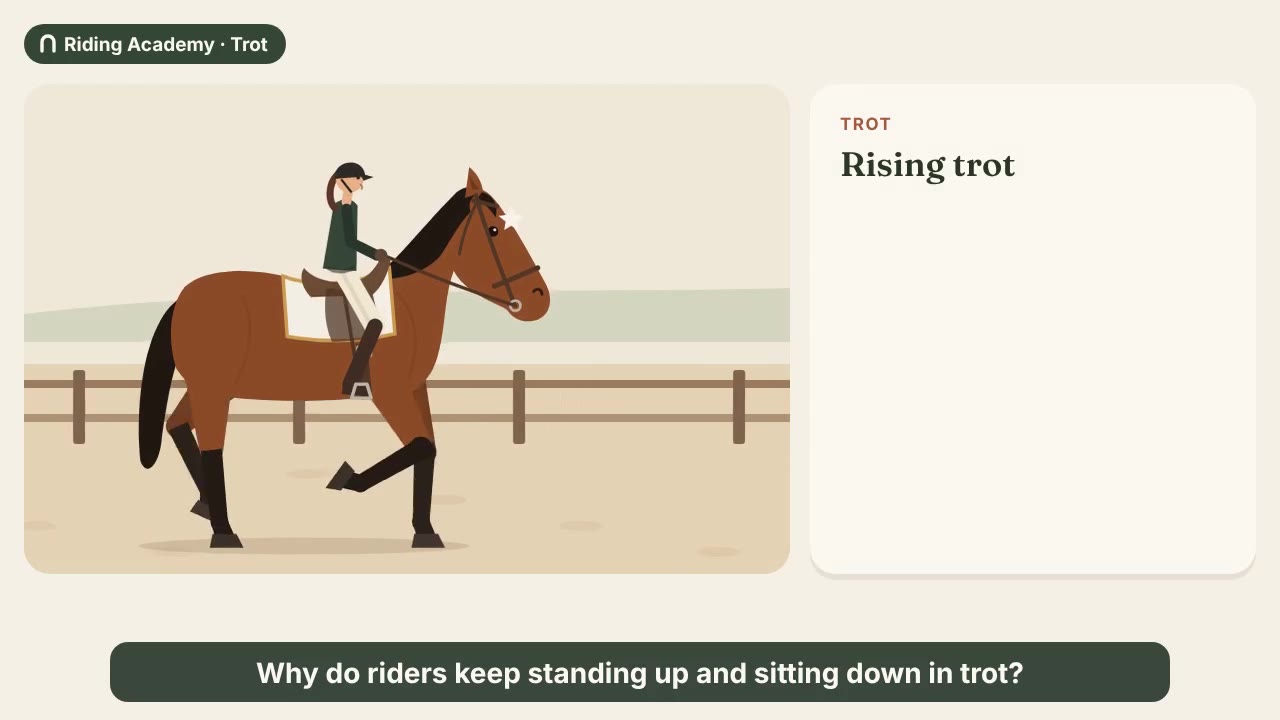 Riding Academy · Trot
TROT
Rising trot
Why do riders keep standing up and sitting down in trot?